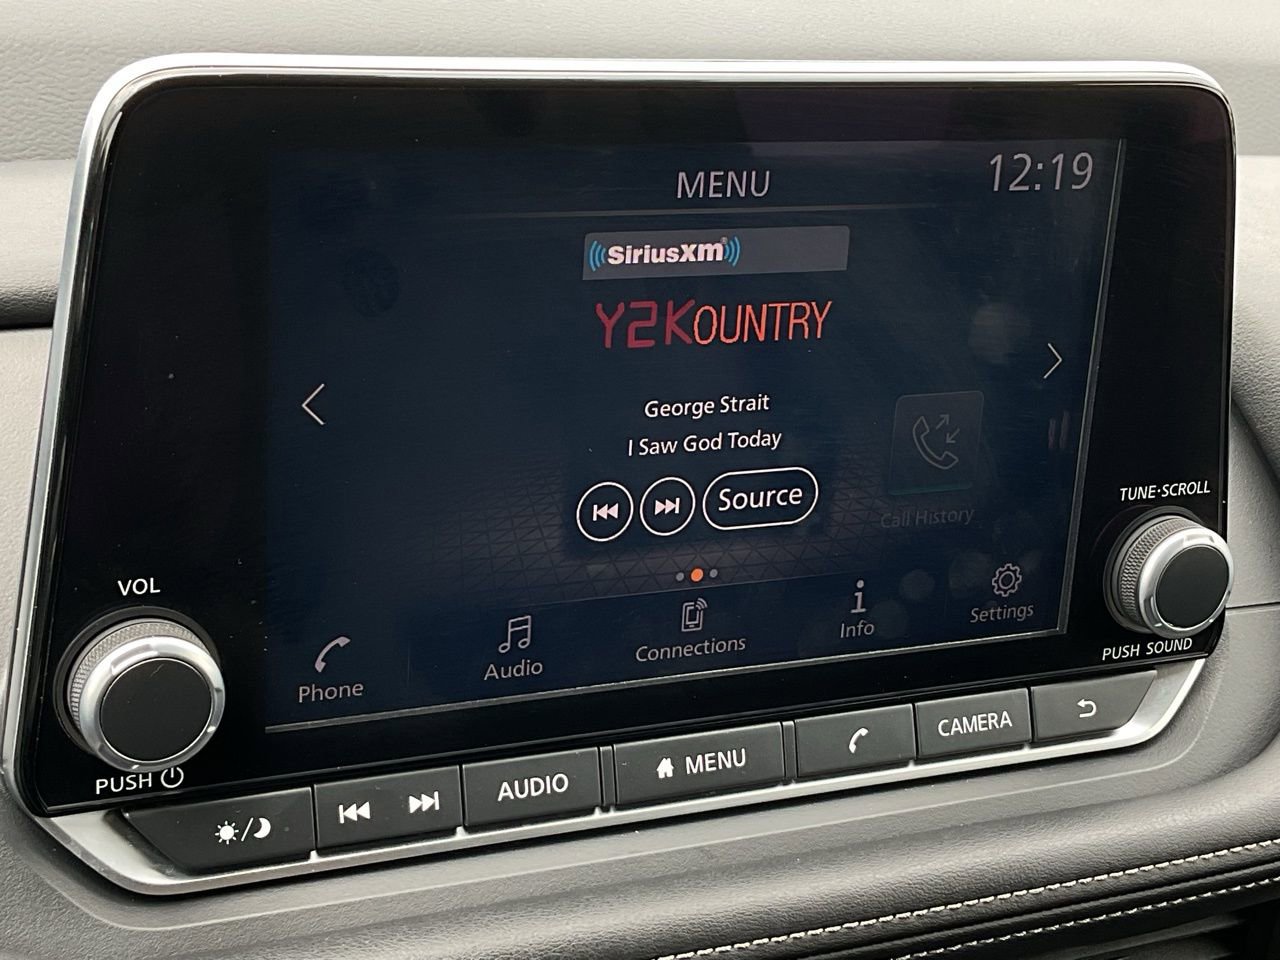 MENU
12:19
SiriusXM
Y2KOUNTRY
George Strait
I Saw God Today
Source
Call History
Phone
Audio
Connections
Info
Settings
VOL
PUSH
TUNE·SCROLL
PUSH SOUND
AUDIO
MENU
CAMERA